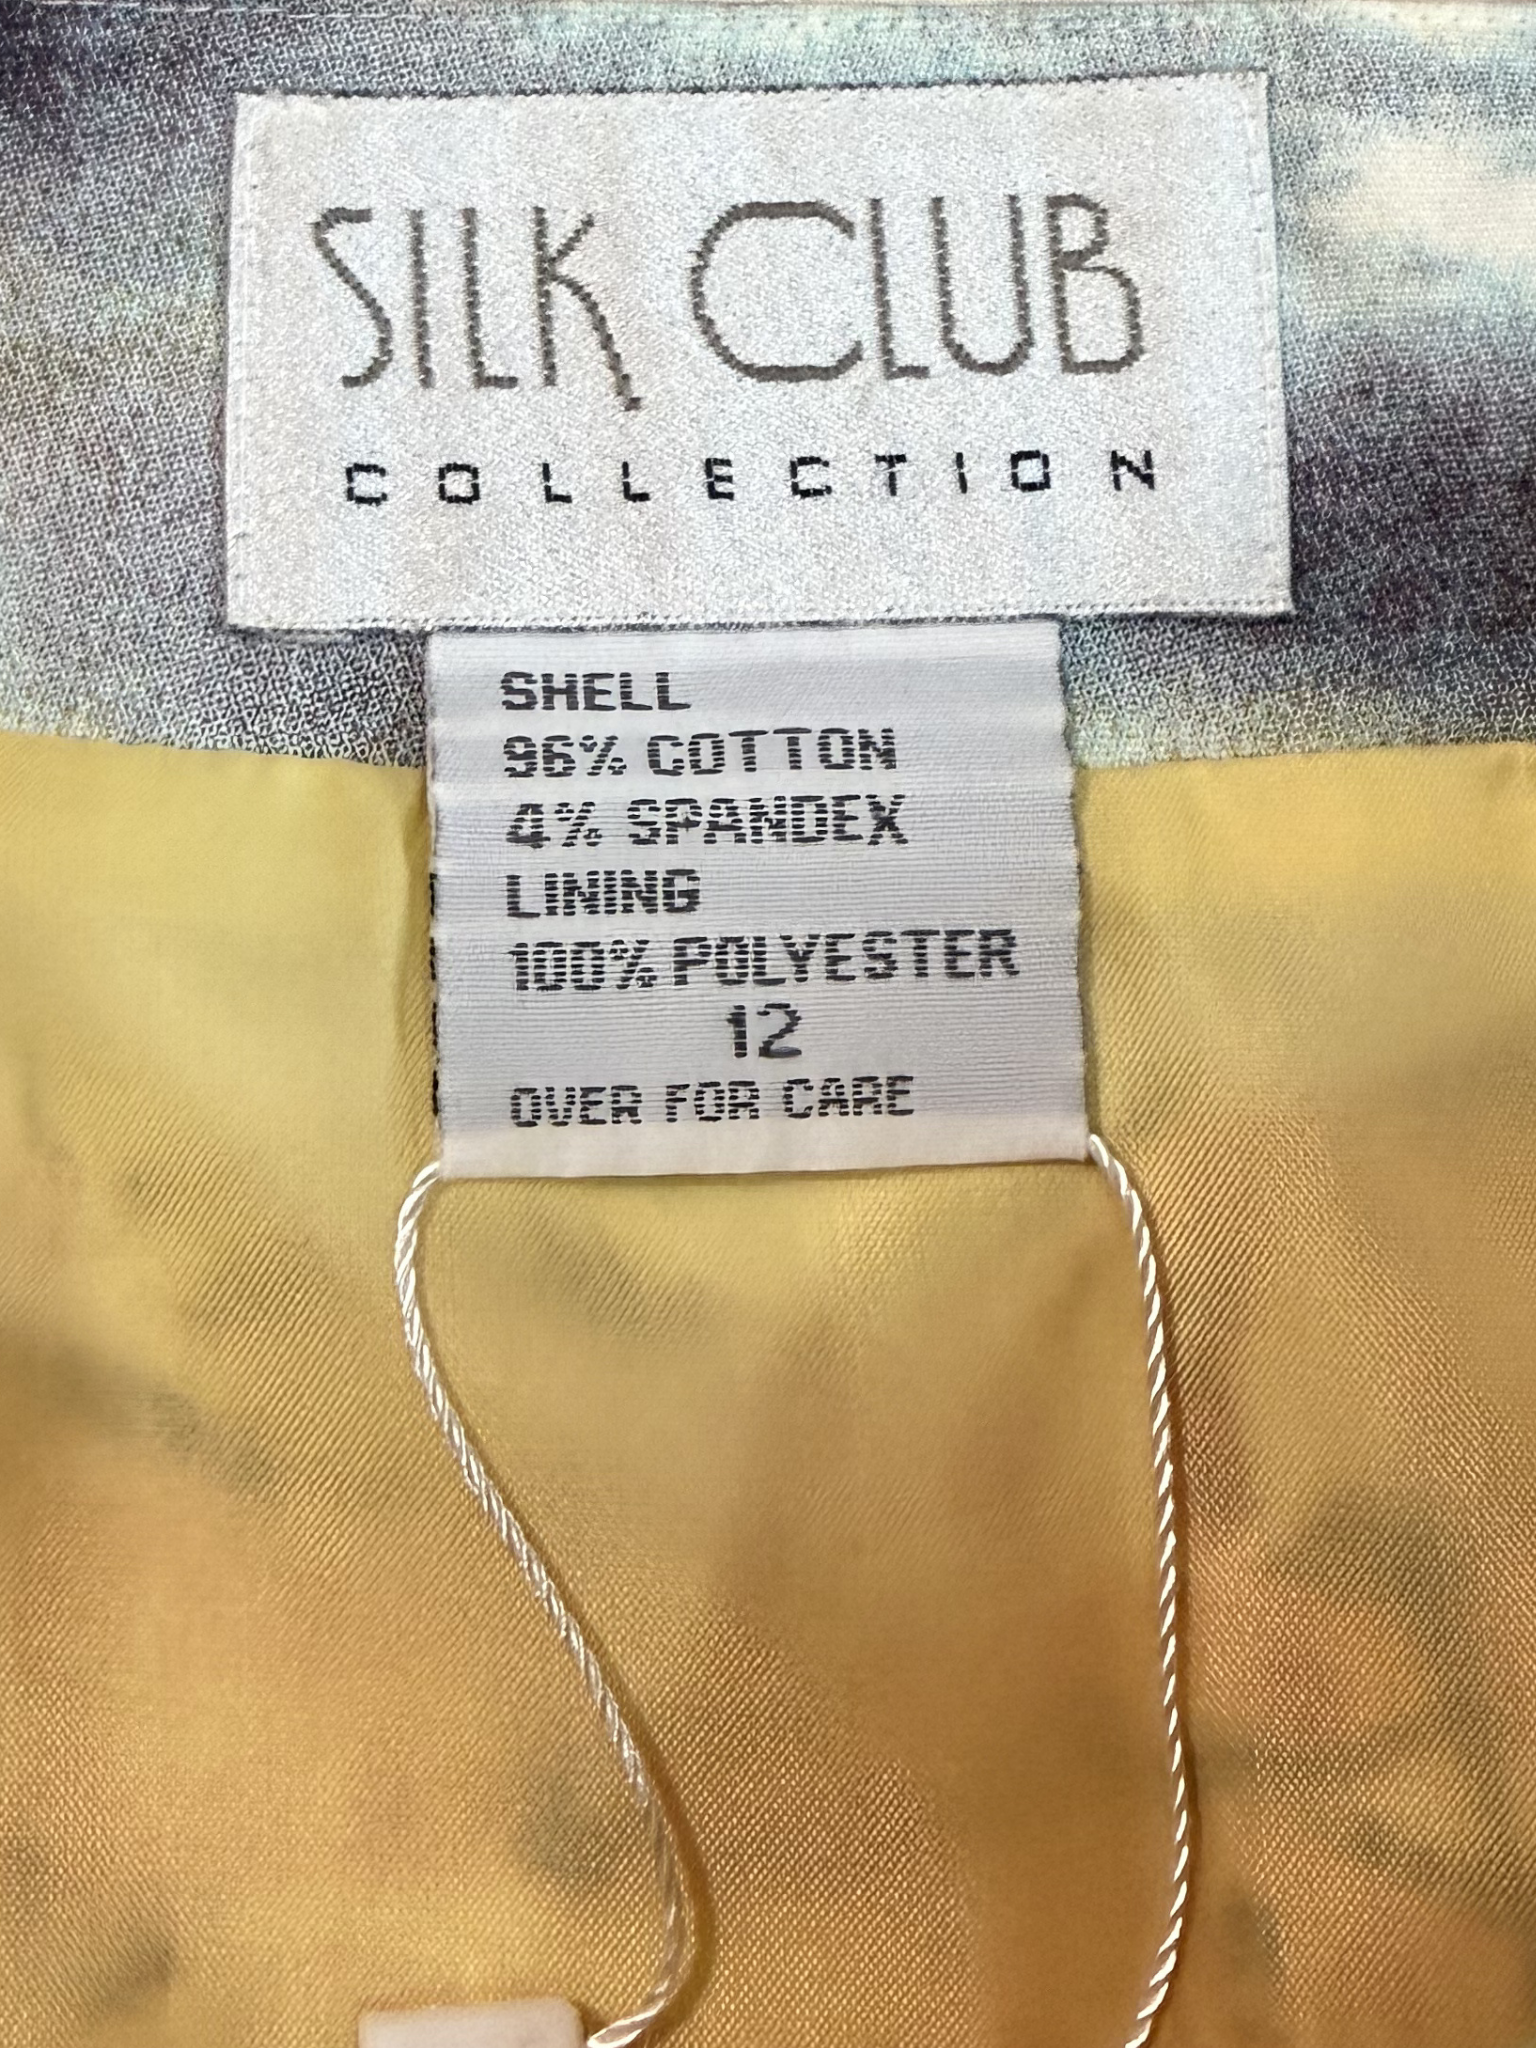 SILK CLUB
COLLECTION
SHELL
96% COTTON
4% SPANDEX
LINING
100% POLYESTER
12
OVER FOR CARE